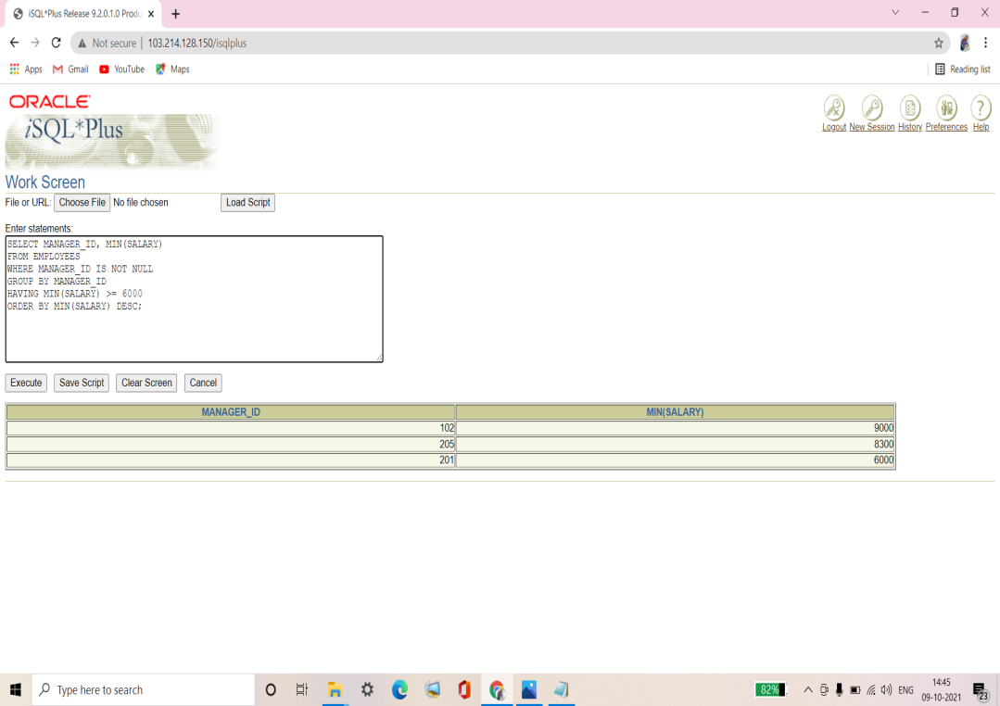 iSQL*Plus Release 9.2.0.1.0 Produ
Not secure | 103.214.128.150/isqlplus
Apps Gmail YouTube Maps Reading list
ORACLE®
iSQL*Plus
Logout New Session History Preferences Help
Work Screen
File or URL: Choose File No file chosen Load Script
Enter statements:
SELECT MANAGER_ID, MIN(SALARY)
FROM EMPLOYEES
WHERE MANAGER_ID IS NOT NULL
GROUP BY MANAGER_ID
HAVING MIN(SALARY) >= 6000
ORDER BY MIN(SALARY) DESC;
Execute Save Script Clear Screen Cancel
MANAGER_ID MIN(SALARY)
102 9000
205 8300
201 6000
Type here to search
82%
ENG
14:45
09-10-2021
23